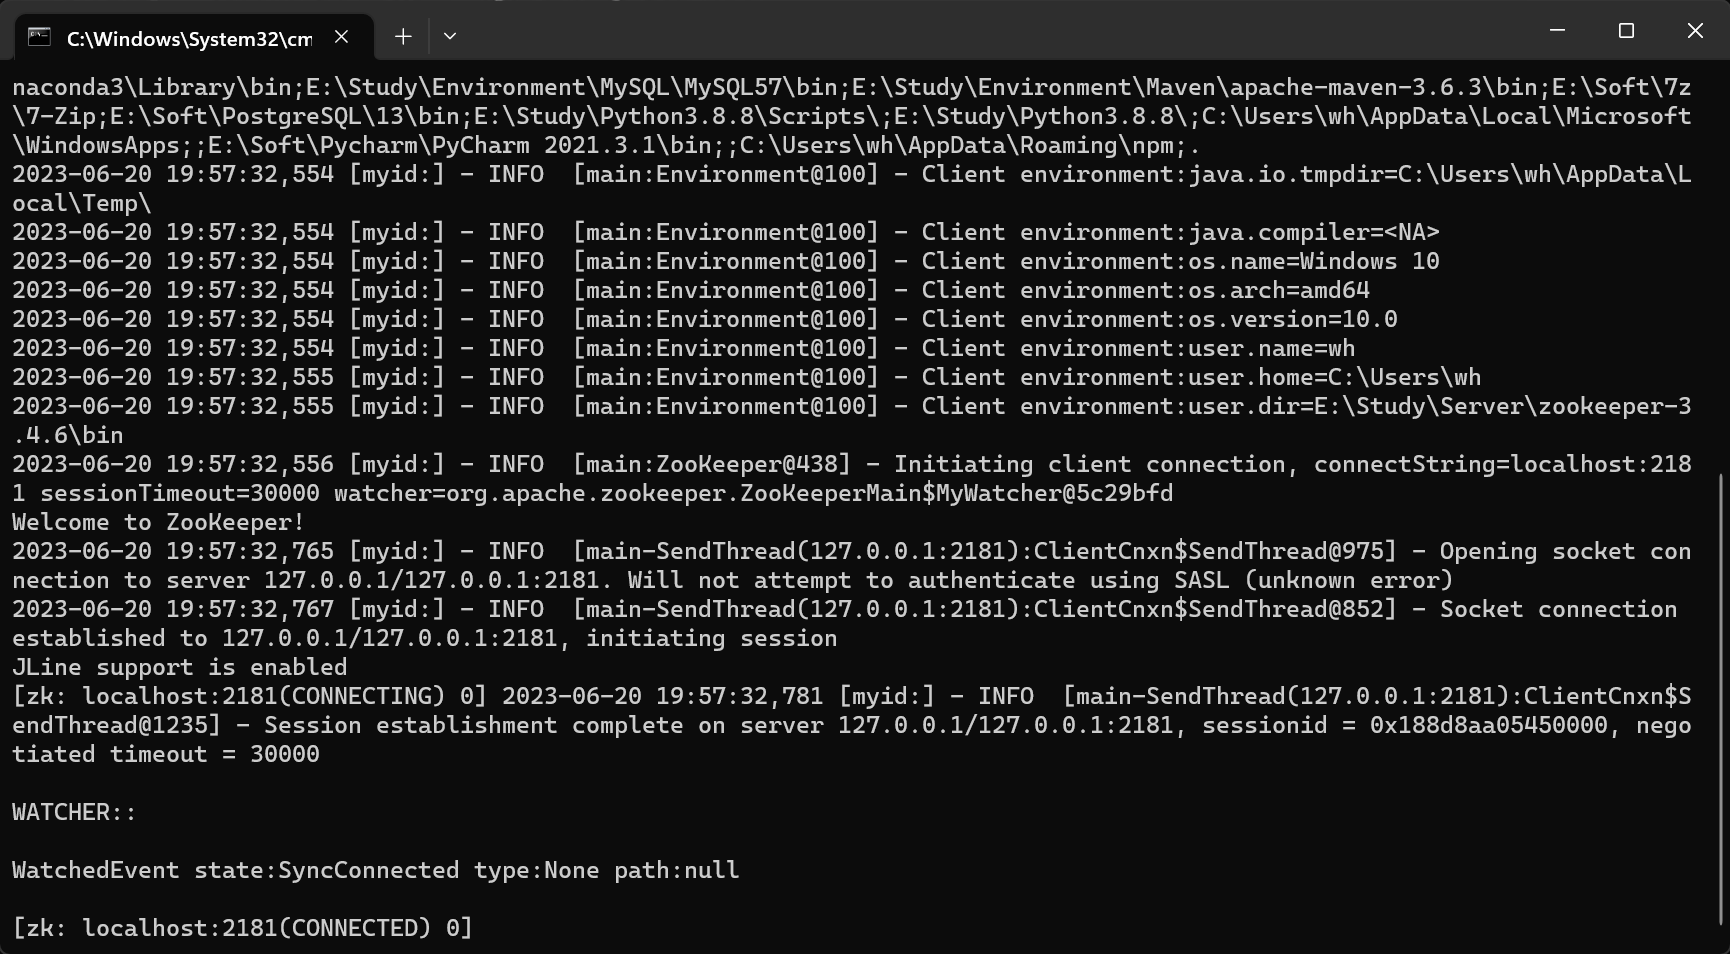 C:\Windows\System32\cm
naconda3\Library\bin;E:\Study\Environment\MySQL\MySQL57\bin;E:\Study\Environment\Maven\apache-maven-3.6.3\bin;E:\Soft\7z
\7-Zip;E:\Soft\PostgreSQL\13\bin;E:\Study\Python3.8.8\Scripts\;E:\Study\Python3.8.8\;C:\Users\wh\AppData\Local\Microsoft
\WindowsApps;;E:\Soft\Pycharm\PyCharm 2021.3.1\bin;;C:\Users\wh\AppData\Roaming\npm;.
2023-06-20 19:57:32,554 [myid:] - INFO  [main:Environment@100] - Client environment:java.io.tmpdir=C:\Users\wh\AppData\L
ocal\Temp\
2023-06-20 19:57:32,554 [myid:] - INFO  [main:Environment@100] - Client environment:java.compiler=<NA>
2023-06-20 19:57:32,554 [myid:] - INFO  [main:Environment@100] - Client environment:os.name=Windows 10
2023-06-20 19:57:32,554 [myid:] - INFO  [main:Environment@100] - Client environment:os.arch=amd64
2023-06-20 19:57:32,554 [myid:] - INFO  [main:Environment@100] - Client environment:os.version=10.0
2023-06-20 19:57:32,554 [myid:] - INFO  [main:Environment@100] - Client environment:user.name=wh
2023-06-20 19:57:32,555 [myid:] - INFO  [main:Environment@100] - Client environment:user.home=C:\Users\wh
2023-06-20 19:57:32,555 [myid:] - INFO  [main:Environment@100] - Client environment:user.dir=E:\Study\Server\zookeeper-3
.4.6\bin
2023-06-20 19:57:32,556 [myid:] - INFO  [main:ZooKeeper@438] - Initiating client connection, connectString=localhost:218
1 sessionTimeout=30000 watcher=org.apache.zookeeper.ZooKeeperMain$MyWatcher@5c29bfd
Welcome to ZooKeeper!
2023-06-20 19:57:32,765 [myid:] - INFO  [main-SendThread(127.0.0.1:2181):ClientCnxn$SendThread@975] - Opening socket con
nection to server 127.0.0.1/127.0.0.1:2181. Will not attempt to authenticate using SASL (unknown error)
2023-06-20 19:57:32,767 [myid:] - INFO  [main-SendThread(127.0.0.1:2181):ClientCnxn$SendThread@852] - Socket connection
established to 127.0.0.1/127.0.0.1:2181, initiating session
JLine support is enabled
[zk: localhost:2181(CONNECTING) 0] 2023-06-20 19:57:32,781 [myid:] - INFO  [main-SendThread(127.0.0.1:2181):ClientCnxn$S
endThread@1235] - Session establishment complete on server 127.0.0.1/127.0.0.1:2181, sessionid = 0x188d8aa05450000, nego
tiated timeout = 30000
WATCHER::
WatchedEvent state:SyncConnected type:None path:null
[zk: localhost:2181(CONNECTED) 0]